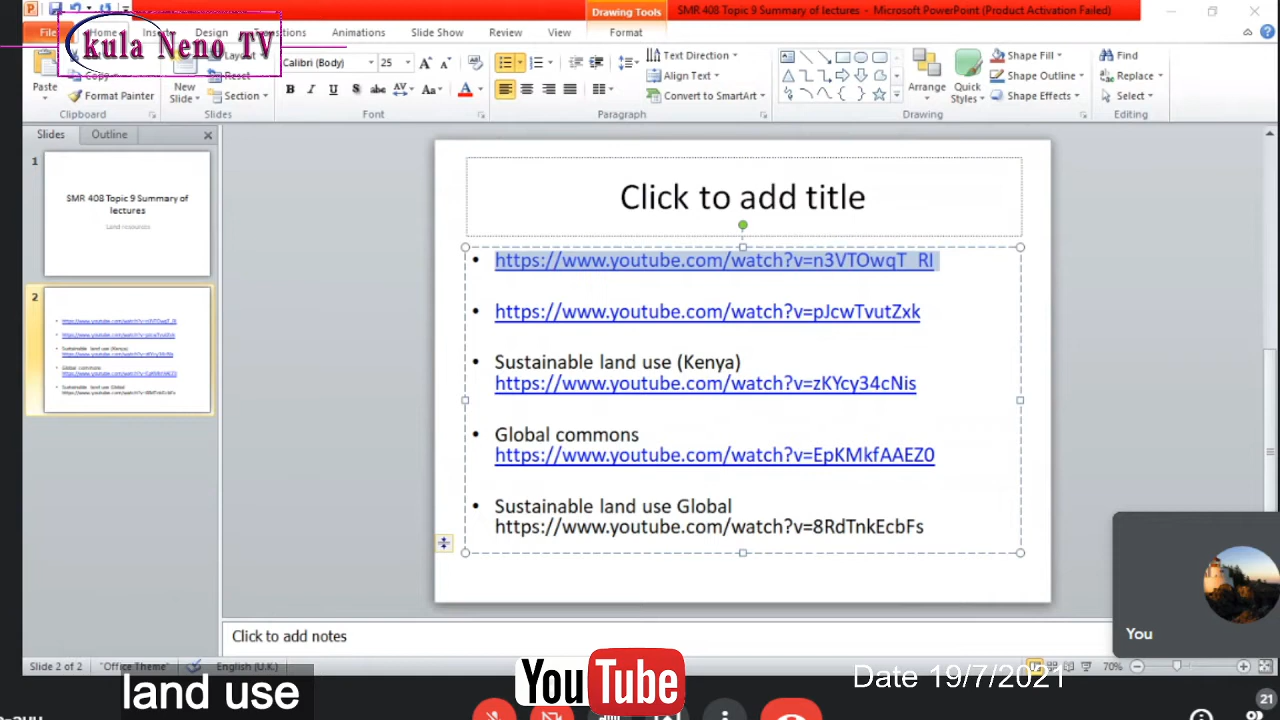 Drawing Tools
SMR 408 Topic 9 Summary of lectures - Microsoft PowerPoint (Product Activation Failed)
File
Home
Insert
Design
Transitions
Animations
Slide Show
Review
View
Format
kula Neno TV
Paste
Copy
Format Painter
Clipboard
New
Slide
Layout
Reset
Section
Slides
Calibri (Body)
25
Font
Text Direction
Align Text
Convert to SmartArt
Paragraph
Arrange
Quick
Styles
Shape Fill
Shape Outline
Shape Effects
Drawing
Find
Replace
Select
Editing
Slides
Outline
1
SMR 408 Topic 9 Summary of
lectures
Land resources
2
Click to add title
• https://www.youtube.com/watch?v=n3VTOwqT_RI
• https://www.youtube.com/watch?v=pJcwTvutZxk
• Sustainable land use (Kenya)
https://www.youtube.com/watch?v=zKYcy34cNis
• Global commons
https://www.youtube.com/watch?v=EpKMkfAAEZ0
• Sustainable land use Global
https://www.youtube.com/watch?v=8RdTnkEcbFs
You
Click to add notes
Slide 2 of 2
"Office Theme"
English (U.K.)
70%
land use
YouTube
Date 19/7/2021
21